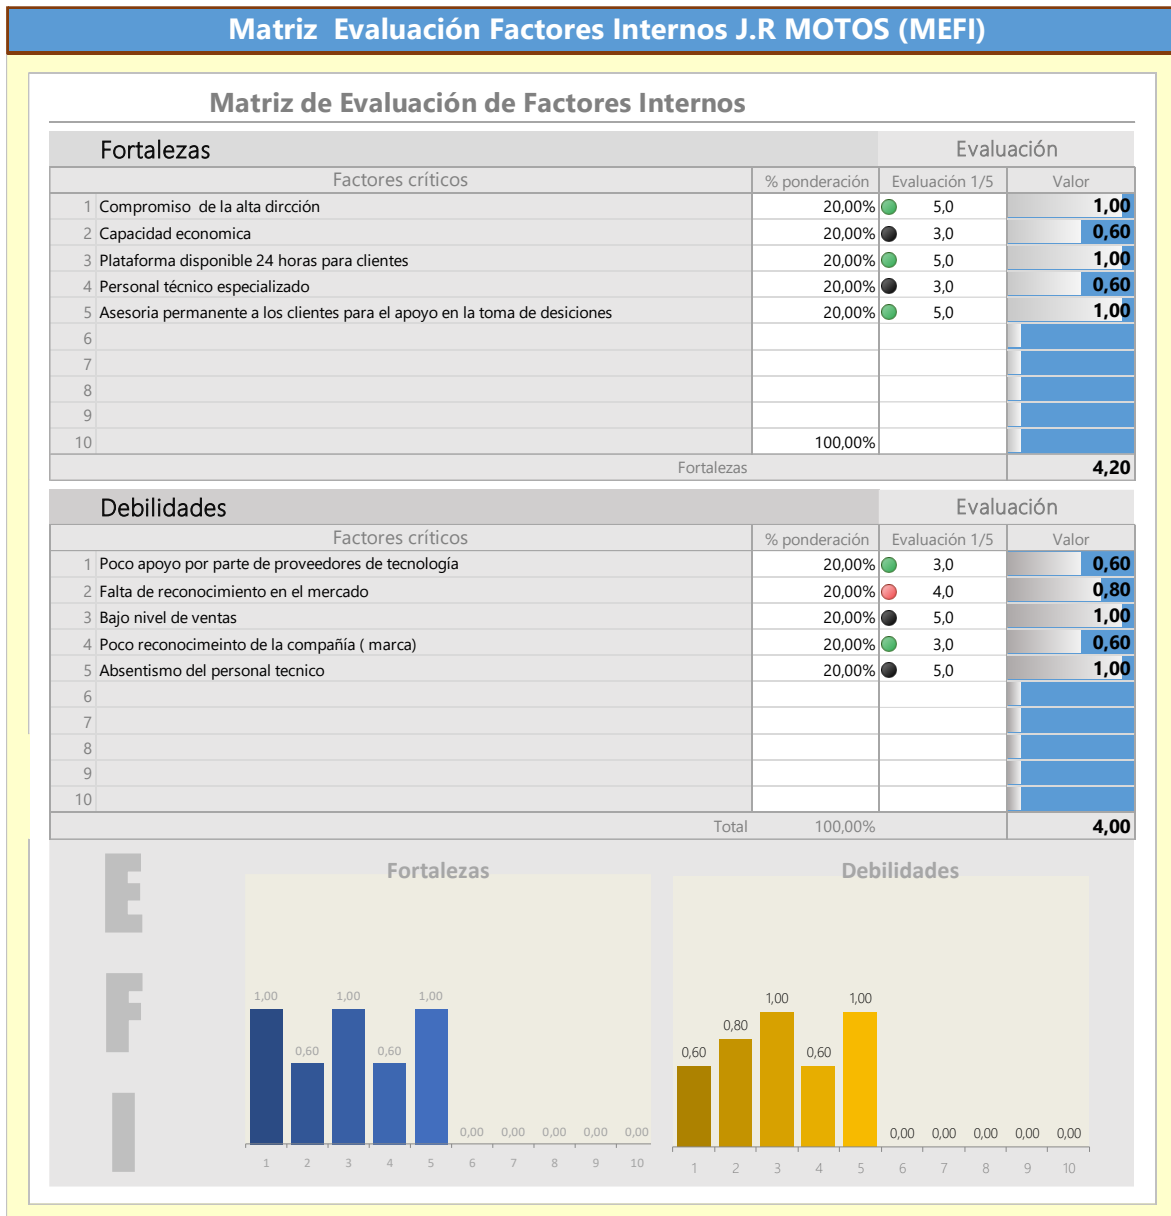 Matriz  Evaluación Factores Internos J.R MOTOS (MEFI)
Matriz de Evaluación de Factores Internos
Fortalezas Evaluación
Factores críticos % ponderación Evaluación 1/5 Valor
1 Compromiso  de la alta dircción 20,00% 5,0 1,00
2 Capacidad economica 20,00% 3,0 0,60
3 Plataforma disponible 24 horas para clientes 20,00% 5,0 1,00
4 Personal técnico especializado 20,00% 3,0 0,60
5 Asesoria permanente a los clientes para el apoyo en la toma de desiciones 20,00% 5,0 1,00
6
7
8
9
10 100,00%
Fortalezas 4,20
Debilidades Evaluación
Factores críticos % ponderación Evaluación 1/5 Valor
1 Poco apoyo por parte de proveedores de tecnología 20,00% 3,0 0,60
2 Falta de reconocimiento en el mercado 20,00% 4,0 0,80
3 Bajo nivel de ventas 20,00% 5,0 1,00
4 Poco reconocimeinto de la compañía ( marca) 20,00% 3,0 0,60
5 Absentismo del personal tecnico 20,00% 5,0 1,00
6
7
8
9
10
Total 100,00% 4,00
E
F
I
Fortalezas
1,00 0,60 1,00 0,60 1,00 0,00 0,00 0,00 0,00 0,00
1 2 3 4 5 6 7 8 9 10
Debilidades
0,60 0,80 1,00 0,60 1,00 0,00 0,00 0,00 0,00 0,00
1 2 3 4 5 6 7 8 9 10